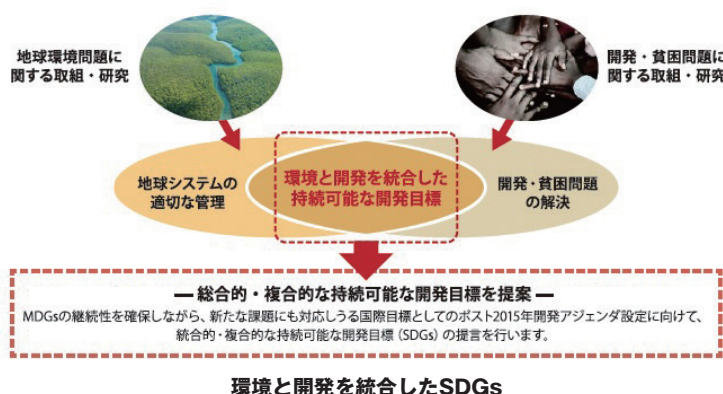 地球環境問題に
関する取組・研究
開発・貧困問題に
関する取組・研究
地球システムの
適切な管理
環境と開発を統合した
持続可能な開発目標
開発・貧困問題
の解決
― 総合的・複合的な持続可能な開発目標を提案 ―
MDGsの継続性を確保しながら、新たな課題にも対応しうる国際目標としてのポスト2015年開発アジェンダ設定に向けて、
統合的・複合的な持続可能な開発目標（SDGs）の提言を行います。
環境と開発を統合したSDGs